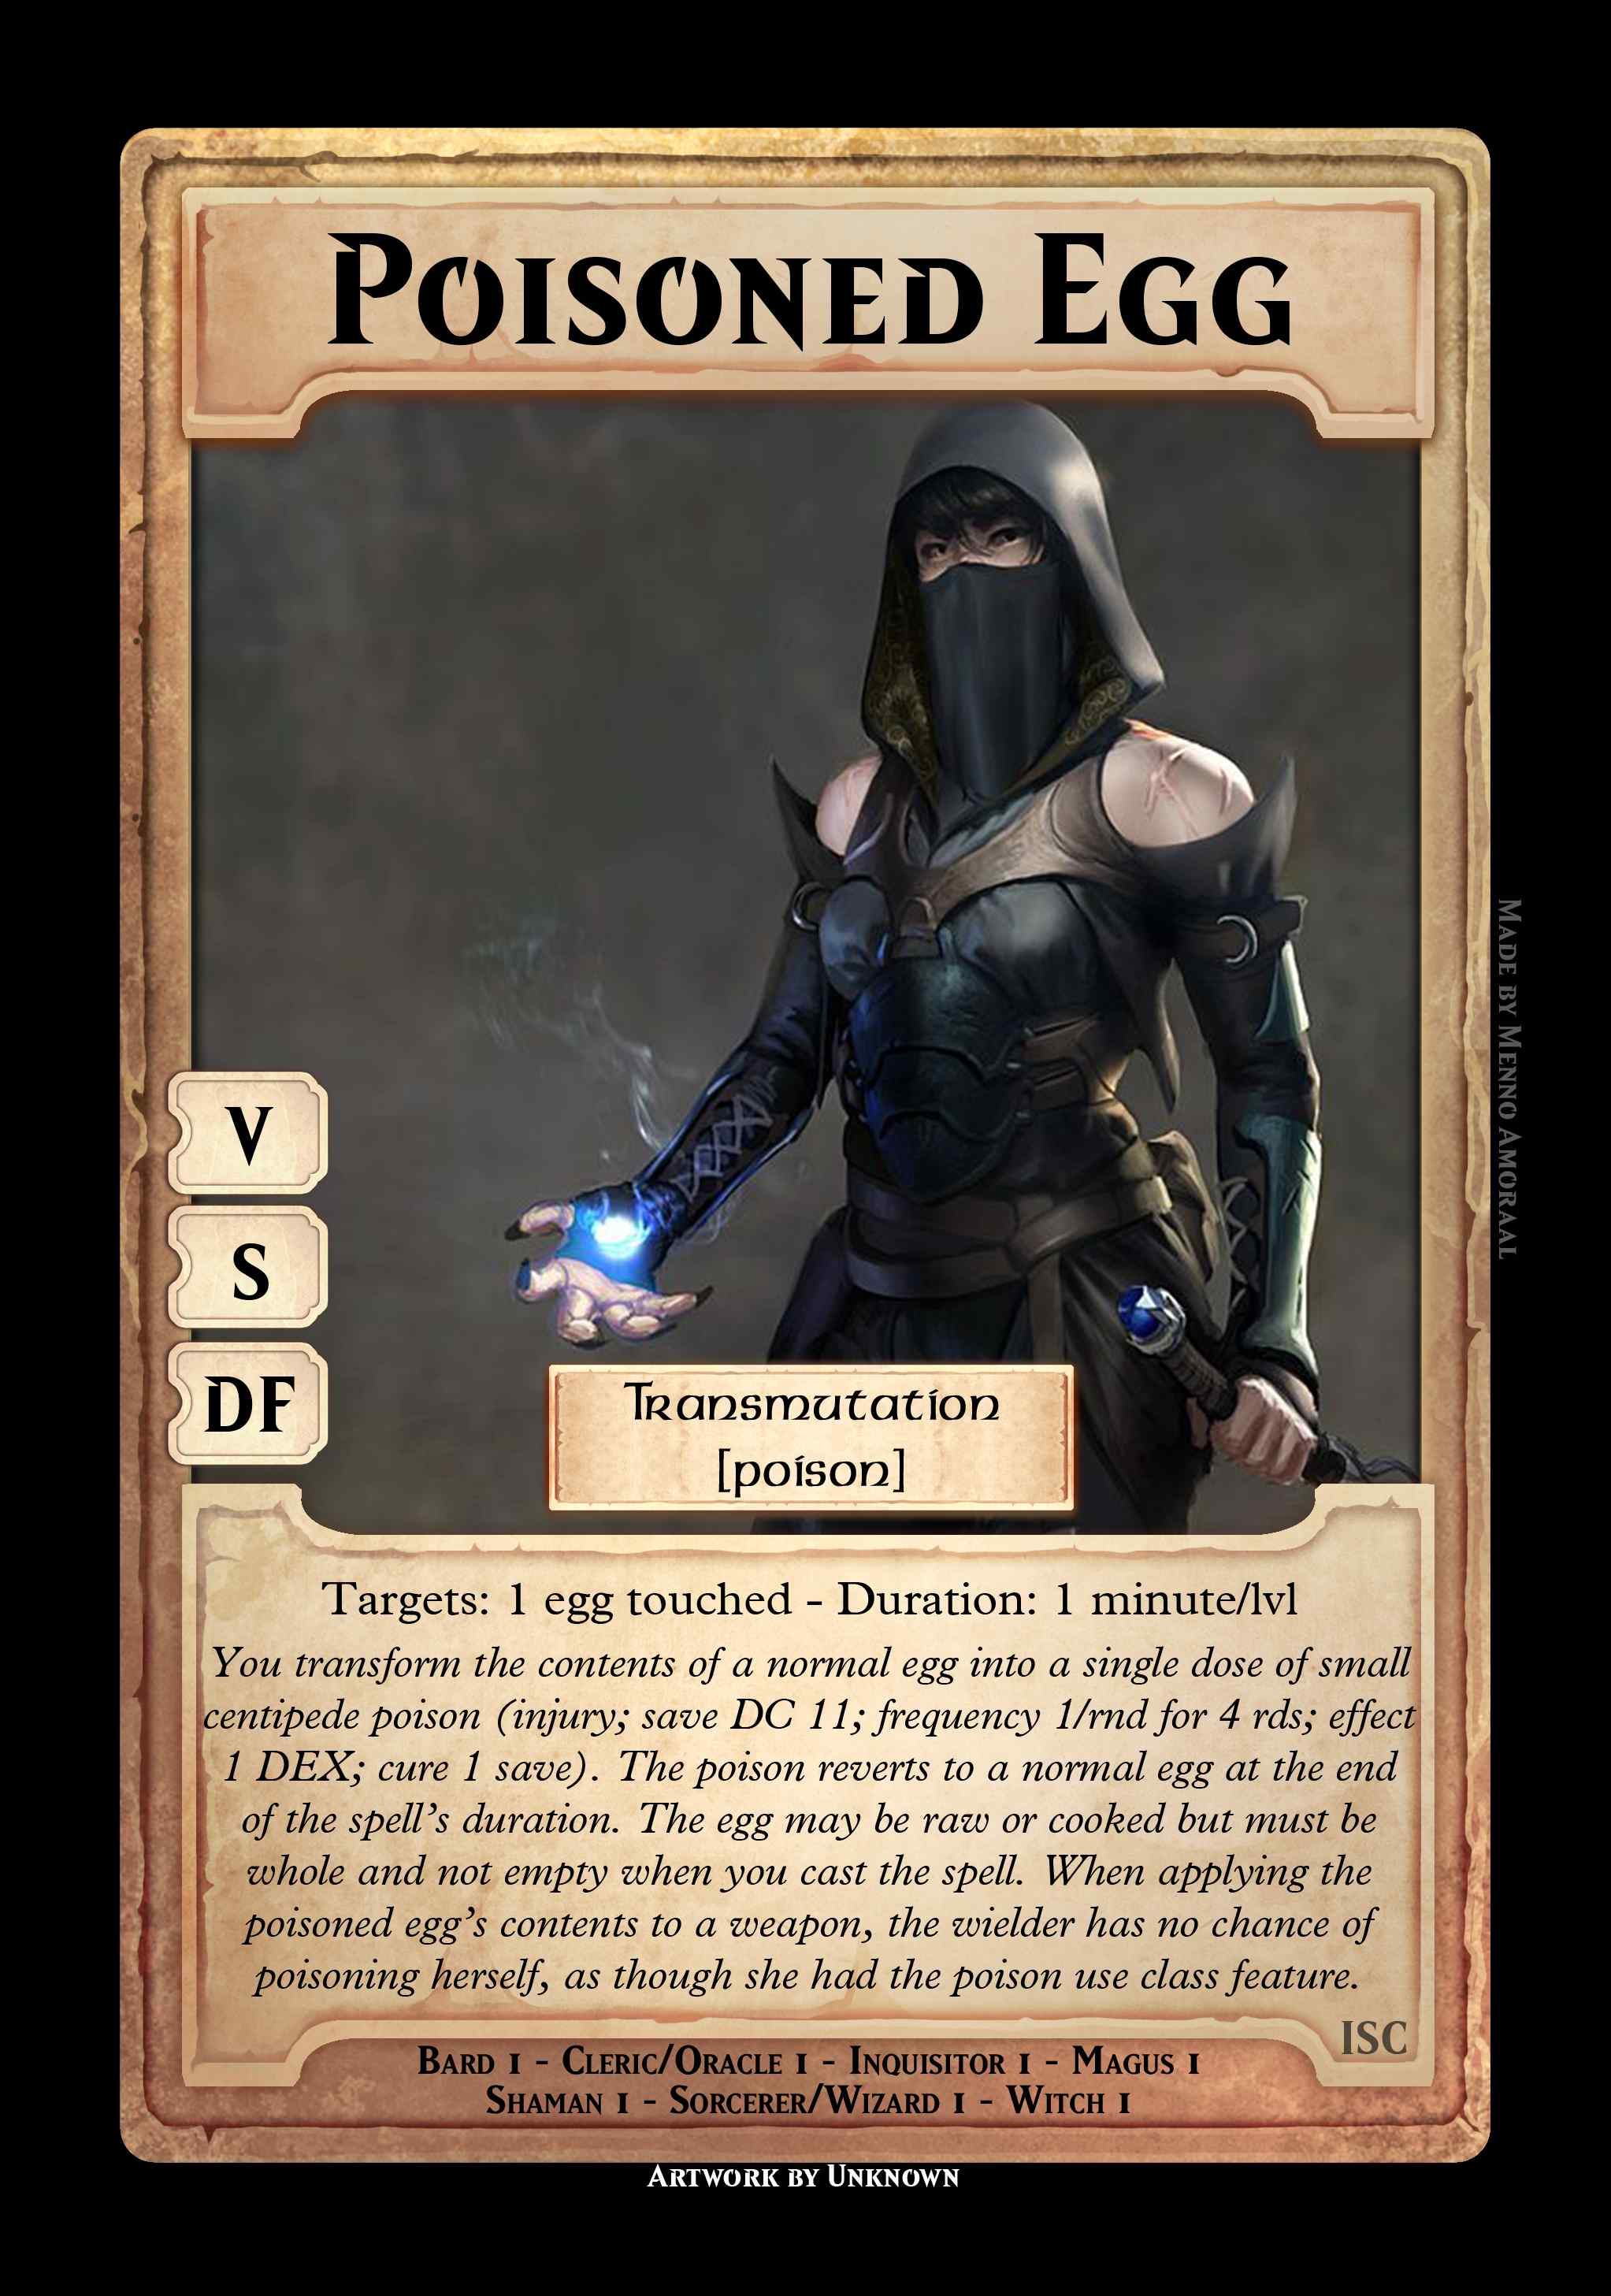 Poisoned Egg
V
S
DF
Transmutation
[poison]
Targets: 1 egg touched - Duration: 1 minute/lvl
You transform the contents of a normal egg into a single dose of small
centipede poison (injury; save DC 11; frequency 1/rnd for 4 rds; effect
1 DEX; cure 1 save). The poison reverts to a normal egg at the end
of the spell's duration. The egg may be raw or cooked but must be
whole and not empty when you cast the spell. When applying the
poisoned egg's contents to a weapon, the wielder has no chance of
poisoning herself, as though she had the poison use class feature.
ISC
Bard 1 - Cleric/Oracle 1 - Inquisitor 1 - Magus 1
Shaman 1 - Sorcerer/Wizard 1 - Witch 1
Artwork by Unknown
Made by Menno Amoraal